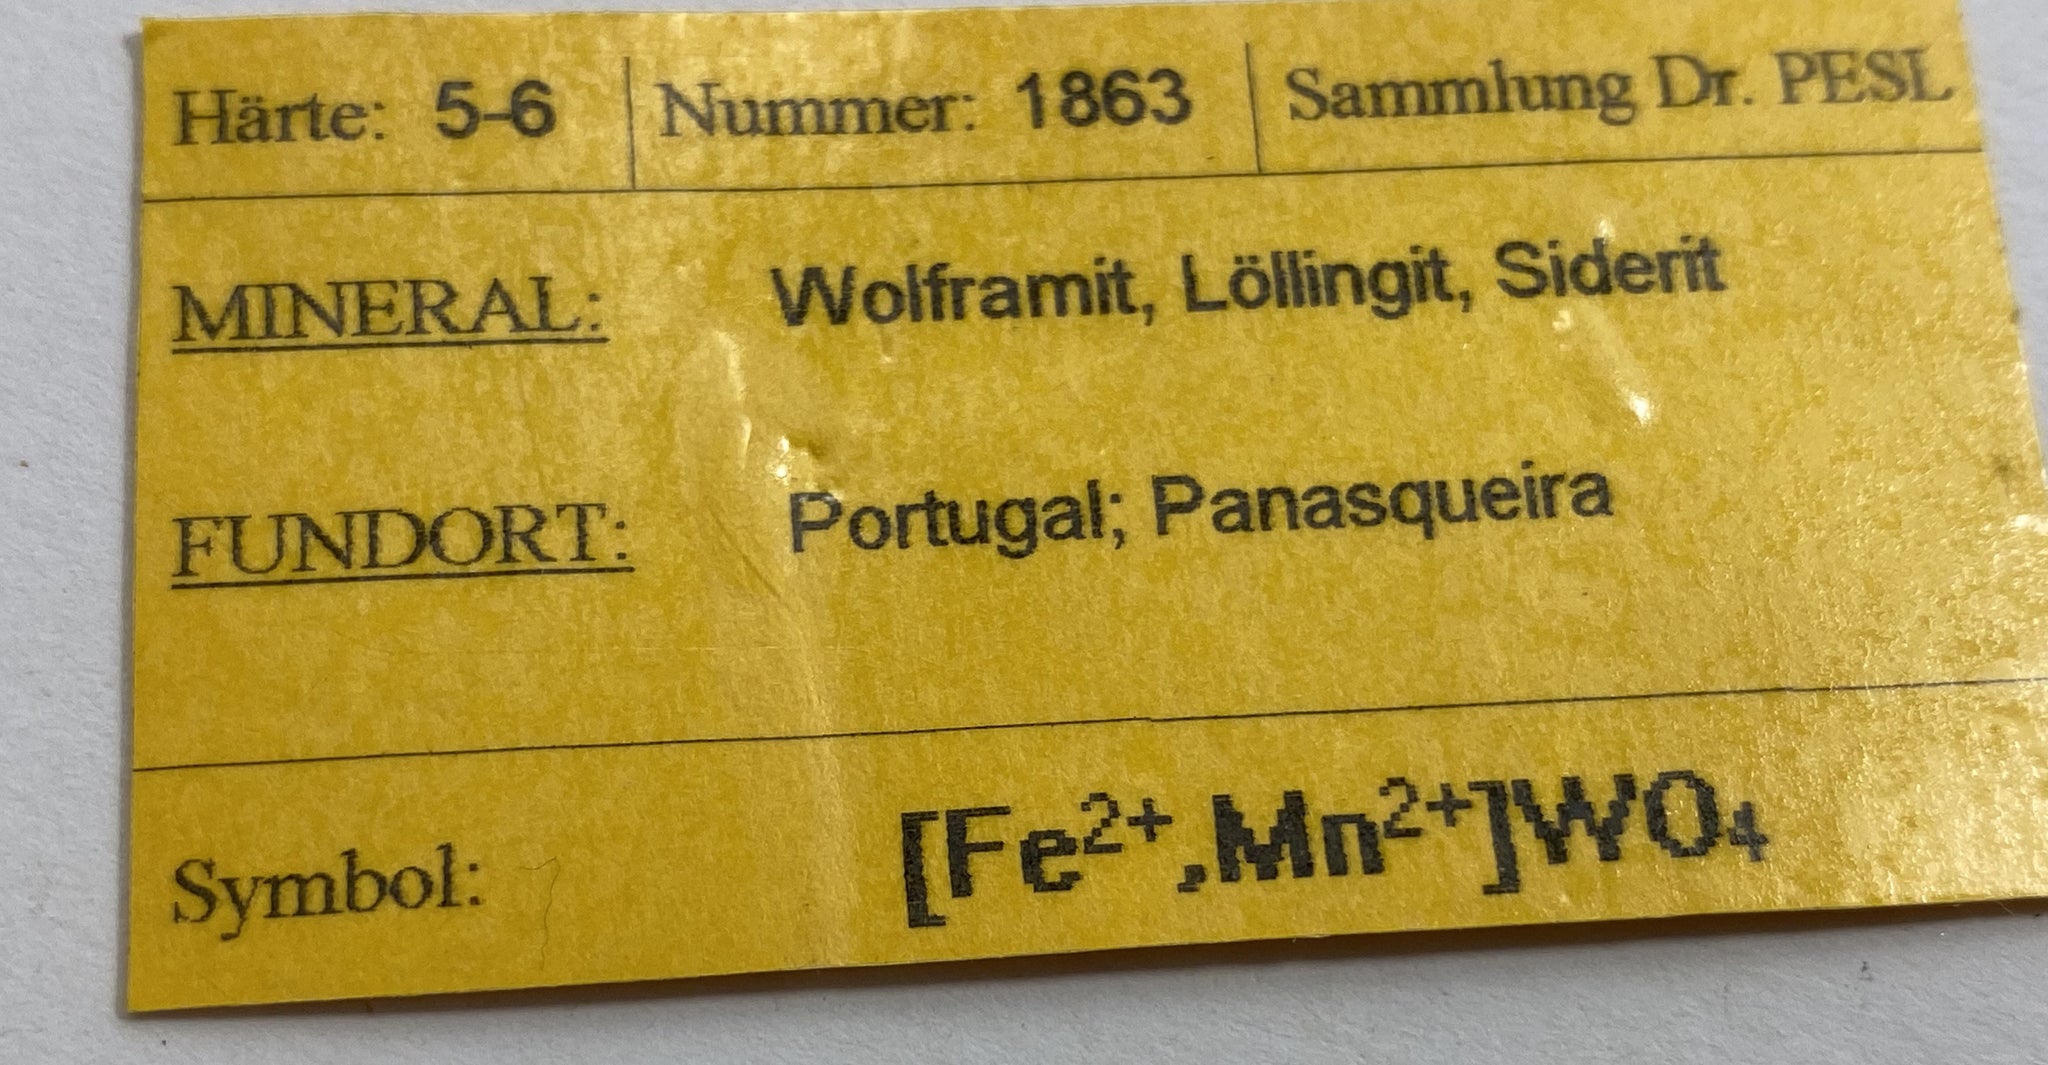 Härte: 5-6 Nummer: 1863 Sammlung Dr. PESL
MINERAL: Wolframit, Löllingit, Siderit
FUNDORT: Portugal; Panasqueira
Symbol: [Fe²⁺,Mn²⁺]WO₄